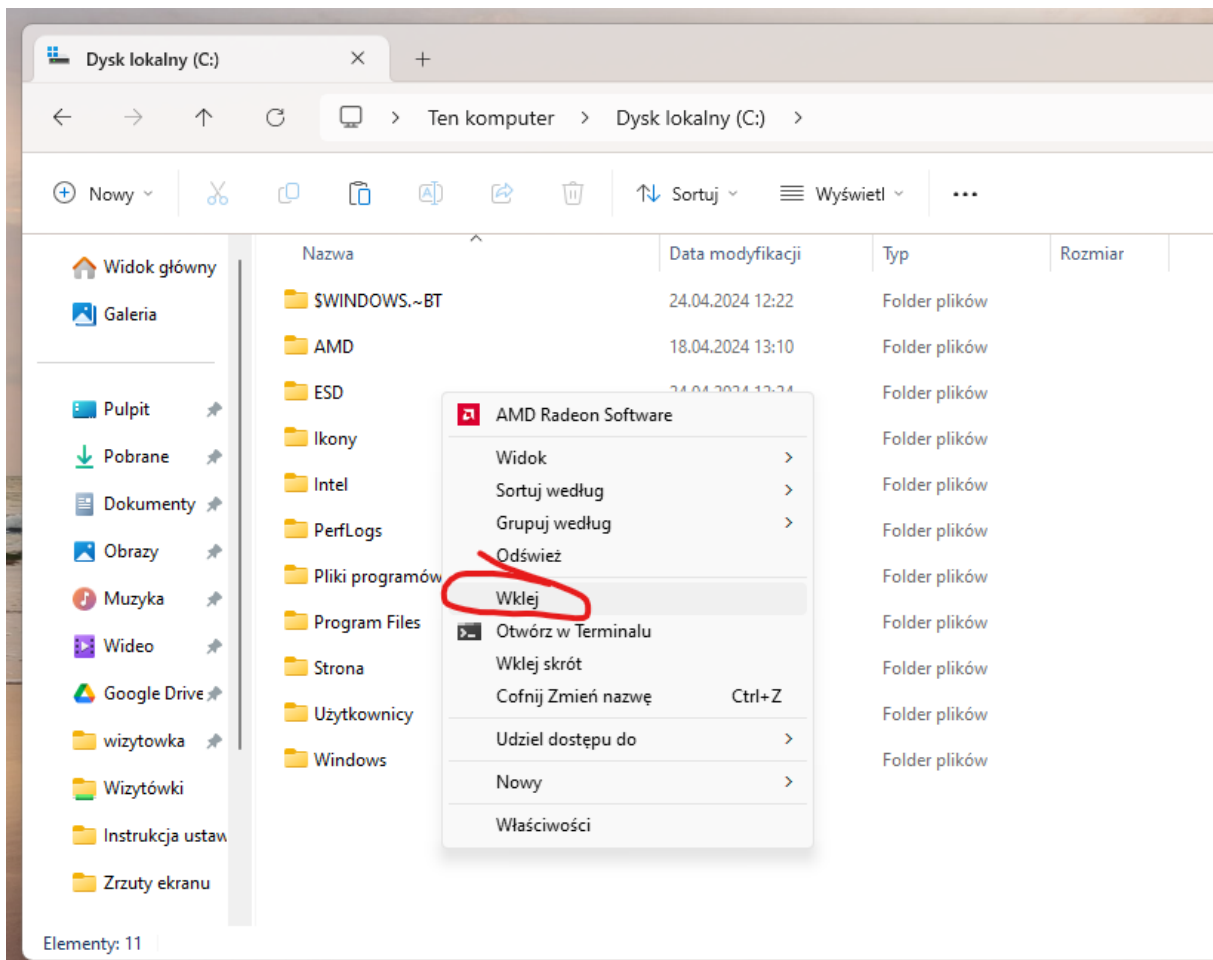 Dysk lokalny (C:)
Ten komputer > Dysk lokalny (C:) >
Nowy Sortuj Wyświetl
Nazwa Data modyfikacji Typ Rozmiar
Widok główny
Galeria
Pulpit
Pobrane
Dokumenty
Obrazy
Muzyka
Wideo
Google Drive
wizytowka
Wizytówki
Instrukcja ustaw
Zrzuty ekranu
$WINDOWS.~BT 24.04.2024 12:22 Folder plików
AMD 18.04.2024 13:10 Folder plików
ESD Folder plików
Ikony Folder plików
Intel Folder plików
PerfLogs Folder plików
Pliki programów Folder plików
Program Files Folder plików
Strona Folder plików
Użytkownicy Folder plików
Windows Folder plików
AMD Radeon Software
Widok
Sortuj według
Grupuj według
Odśwież
Wklej
Otwórz w Terminalu
Wklej skrót
Cofnij Zmień nazwę Ctrl+Z
Udziel dostępu do
Nowy
Właściwości
Elementy: 11